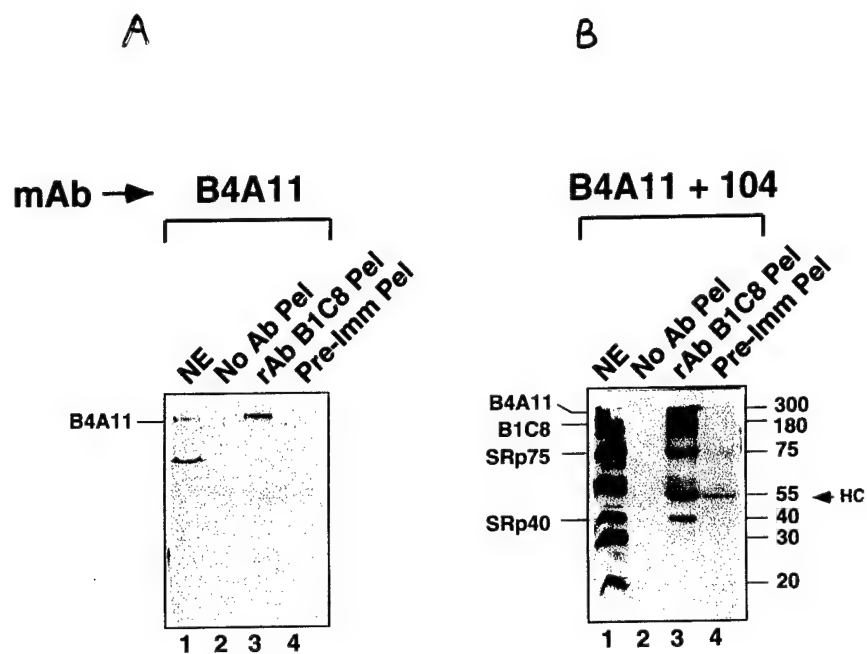 A
B
mAb → B4A11
B4A11 + 104
NE
No Ab Pel
rAb B1C8 Pel
Pre-Imm Pel
NE
No Ab Pel
rAb B1C8 Pel
Pre-Imm Pel
B4A11
B4A11
B1C8
SRp75
SRp40
300
180
75
55
HC
40
30
20
1 2 3 4
1 2 3 4